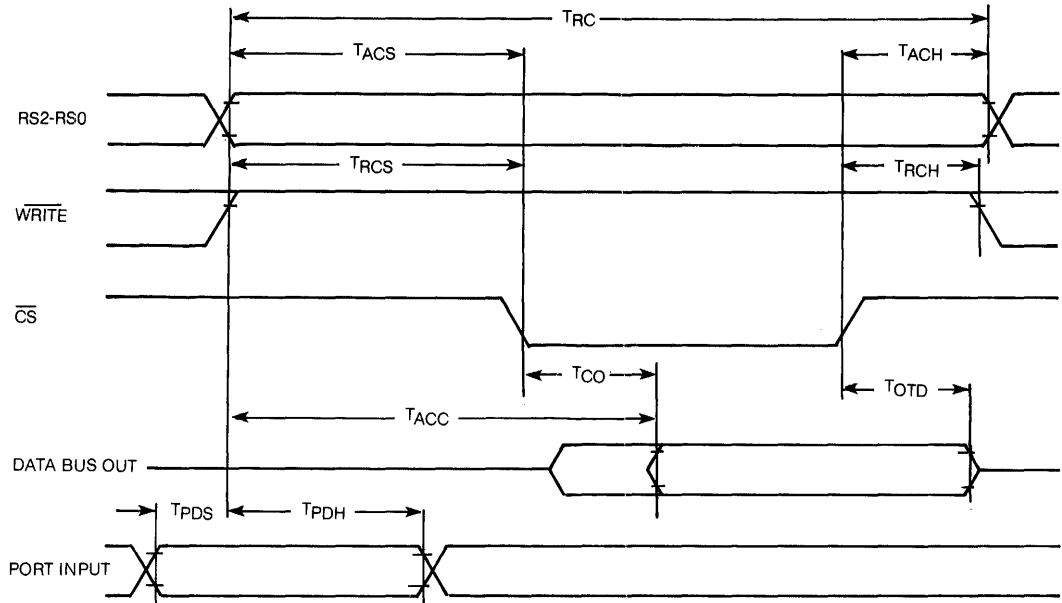 TRC
TACS
TACH
RS2-RS0
TRCS
TRCH
WRITE
CS
TCO
TOTD
TACC
DATA BUS OUT
TPDS
TPDH
PORT INPUT